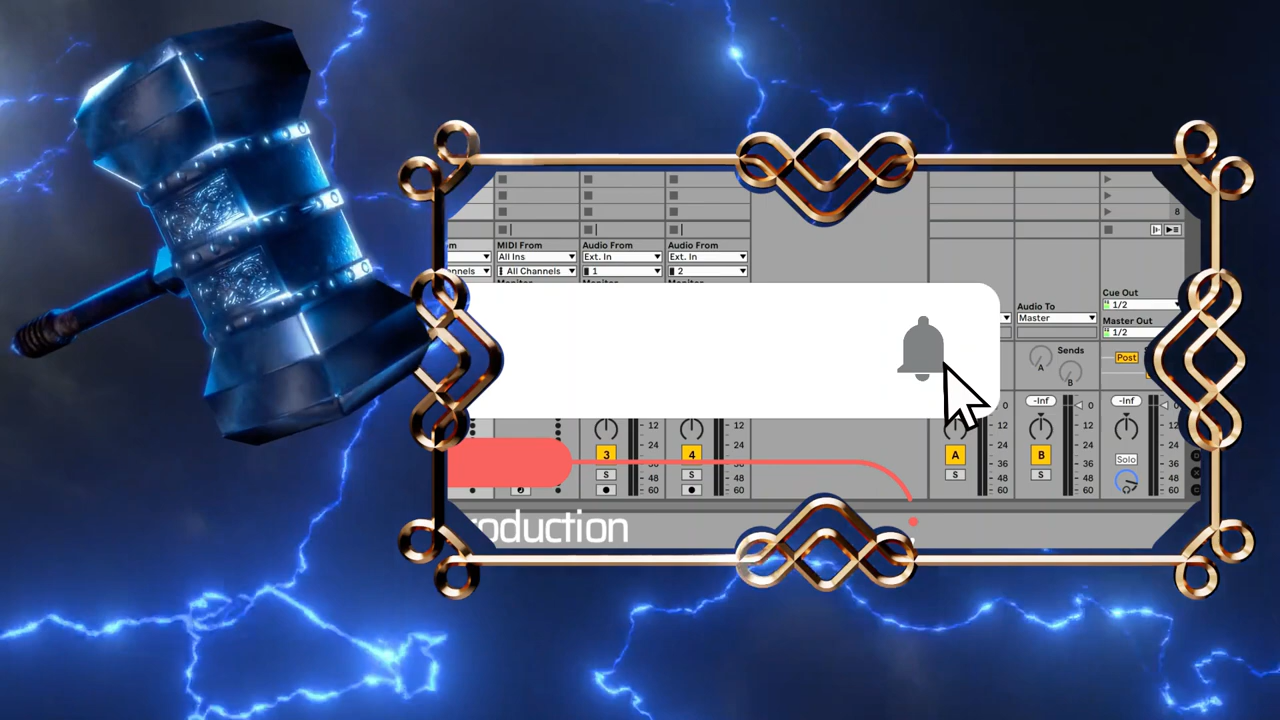 8
MIDI From Audio From Audio From
All Ins Ext. In Ext. In
All Channels 1 2
Cue Out
1/2
Audio To
Master
Master Out
1/2
Sends
Post
A
B
-Inf -Inf
0 0 0
12 12 12 12 12
24 24 24 24 24
3 4 A B Solo
36 36 36 36 36
S S S S
48 48 48 48 48
60 60 60 60 60